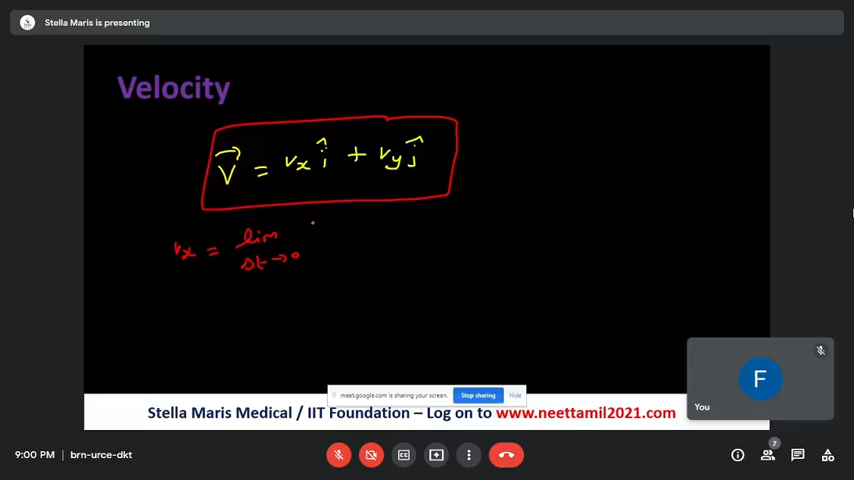 Stella Maris is presenting
Velocity
V⃗ = vx î + vy ĵ
vx = lim
Δt → 0
meet.google.com is sharing your screen. Stop sharing Hide
F
You
Stella Maris Medical / IIT Foundation – Log on to www.neettamil2021.com
9:00 PM | brn-urce-dkt
7